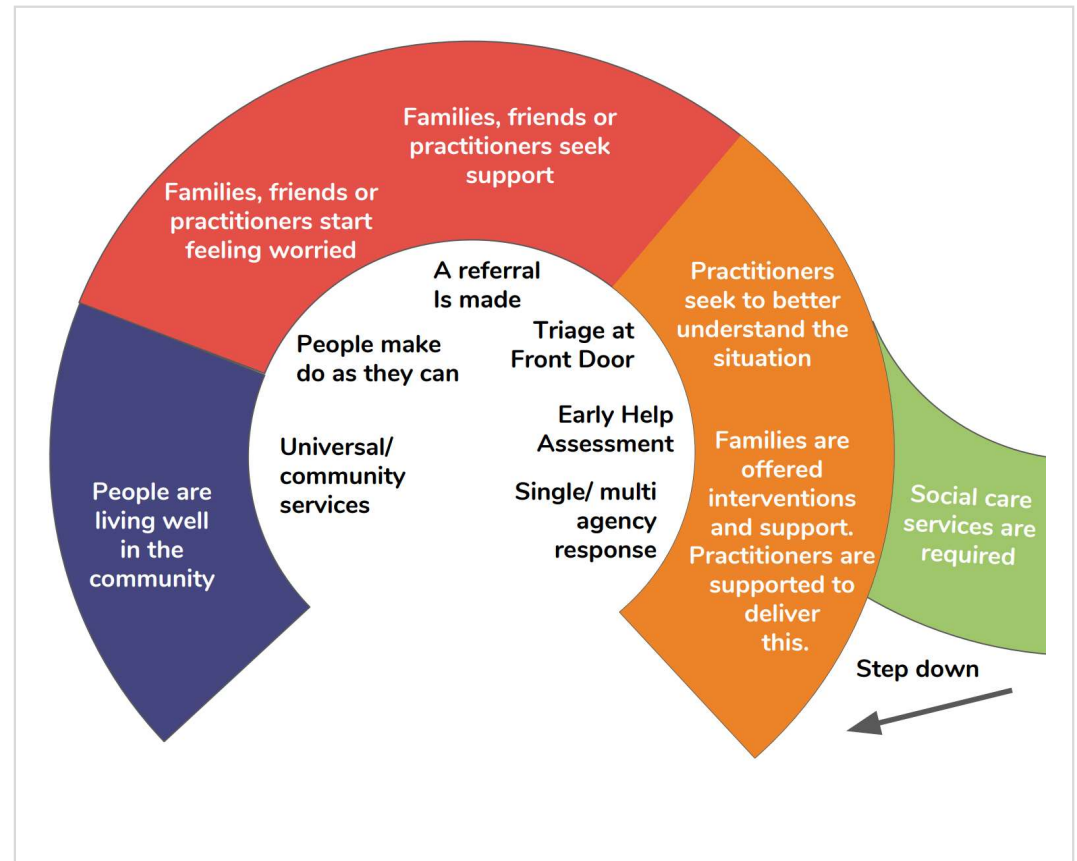 Families, friends or
practitioners seek
support
Families, friends or
practitioners start
feeling worried
A referral
Is made
Practitioners
seek to better
understand the
situation
Triage at
Front Door
People make
do as they can
Early Help
Assessment
Families are
offered
interventions
and support.
Practitioners are
supported to
deliver
this.
Universal/
community
services
People are
living well
in the
community
Single/ multi
agency
response
Social care
services are
required
Step down